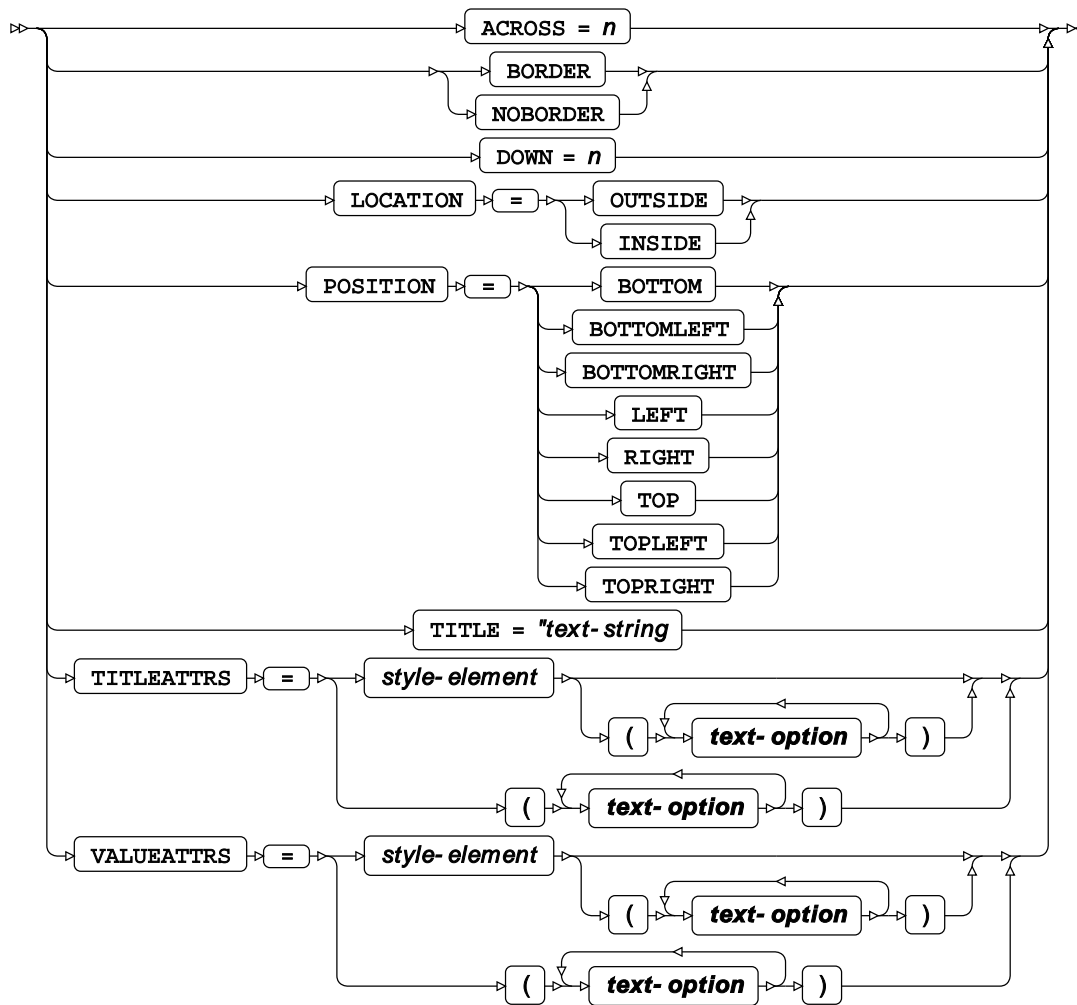 ACROSS = n
BORDER
NOBORDER
DOWN = n
LOCATION = OUTSIDE
INSIDE
POSITION = BOTTOM
BOTTOMLEFT
BOTTOMRIGHT
LEFT
RIGHT
TOP
TOPLEFT
TOPRIGHT
TITLE = "text-string
TITLEATTRS = style-element
( text-option )
( text-option )
VALUEATTRS = style-element
( text-option )
( text-option )